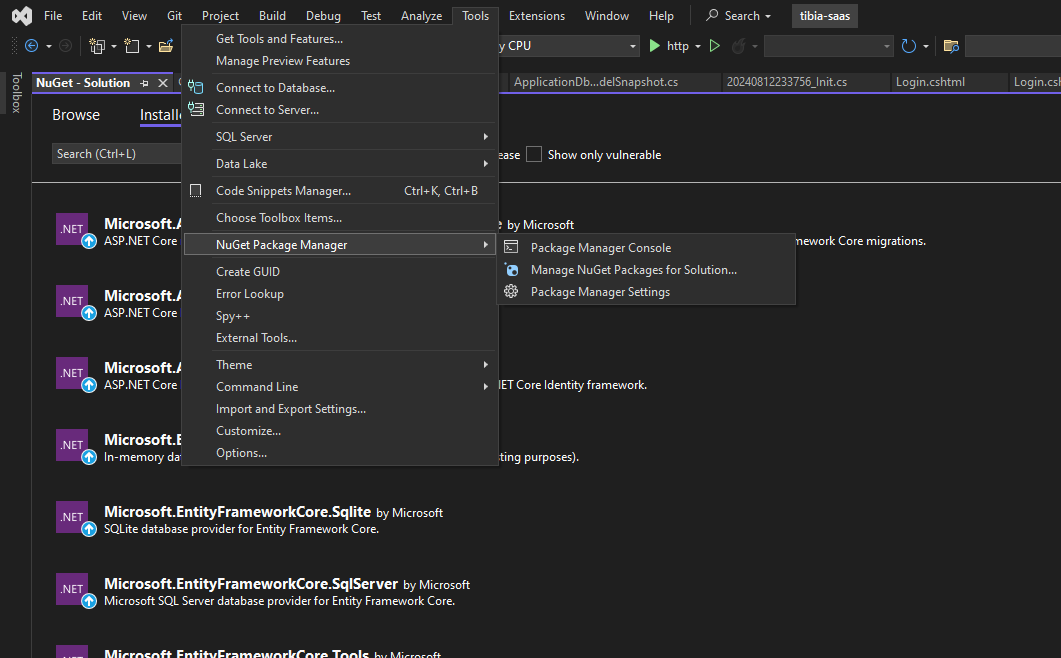 File Edit View Git Project Build Debug Test Analyze Tools Extensions Window Help Search tibia-saas
y CPU http
Toolbox
NuGet - Solution ApplicationDb...delSnapshot.cs 20240812233756_Init.cs Login.cshtml Login.csh
Browse Installe
Search (Ctrl+L) ease Show only vulnerable
Get Tools and Features...
Manage Preview Features
Connect to Database...
Connect to Server...
SQL Server
Data Lake
Code Snippets Manager... Ctrl+K, Ctrl+B
Choose Toolbox Items...
NuGet Package Manager
Create GUID
Error Lookup
Spy++
External Tools...
Theme
Command Line
Import and Export Settings...
Customize...
Options...
Package Manager Console
Manage NuGet Packages for Solution...
Package Manager Settings
.NET Microsoft.A e by Microsoft
ASP.NET Core mework Core migrations.
.NET Microsoft.A
ASP.NET Core
.NET Microsoft.A
ASP.NET Core NET Core Identity framework.
.NET Microsoft.E
In-memory dat sting purposes).
.NET Microsoft.EntityFrameworkCore.Sqlite by Microsoft
SQLite database provider for Entity Framework Core.
.NET Microsoft.EntityFrameworkCore.SqlServer by Microsoft
Microsoft SQL Server database provider for Entity Framework Core.
.NET Microsoft.EntityFrameworkCore.Tools by Microsoft